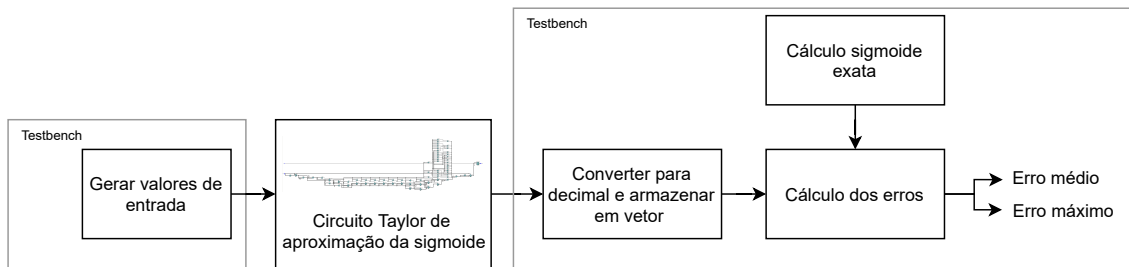 Testbench
Gerar valores de
entrada
Circuito Taylor de
aproximação da sigmoide
Testbench
Cálculo sigmoide
exata
Converter para
decimal e armazenar
em vetor
Cálculo dos erros
Erro médio
Erro máximo